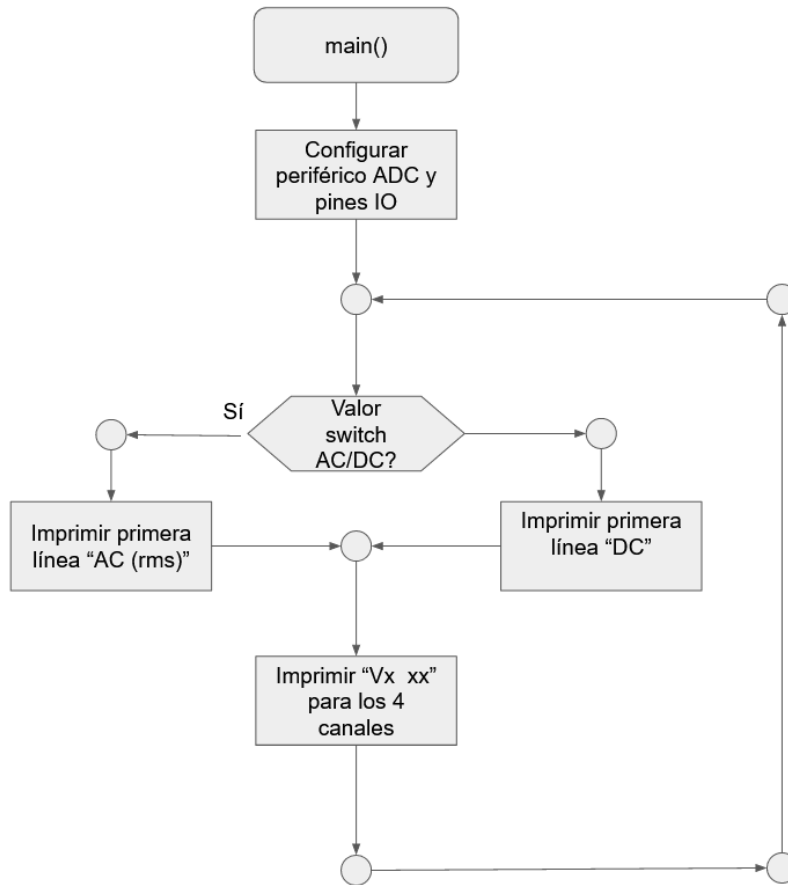 main()
Configurar
periférico ADC y
pines IO
Sí
Valor
switch
AC/DC?
Imprimir primera
línea “AC (rms)”
Imprimir primera
línea “DC”
Imprimir “Vx  xx”
para los 4
canales